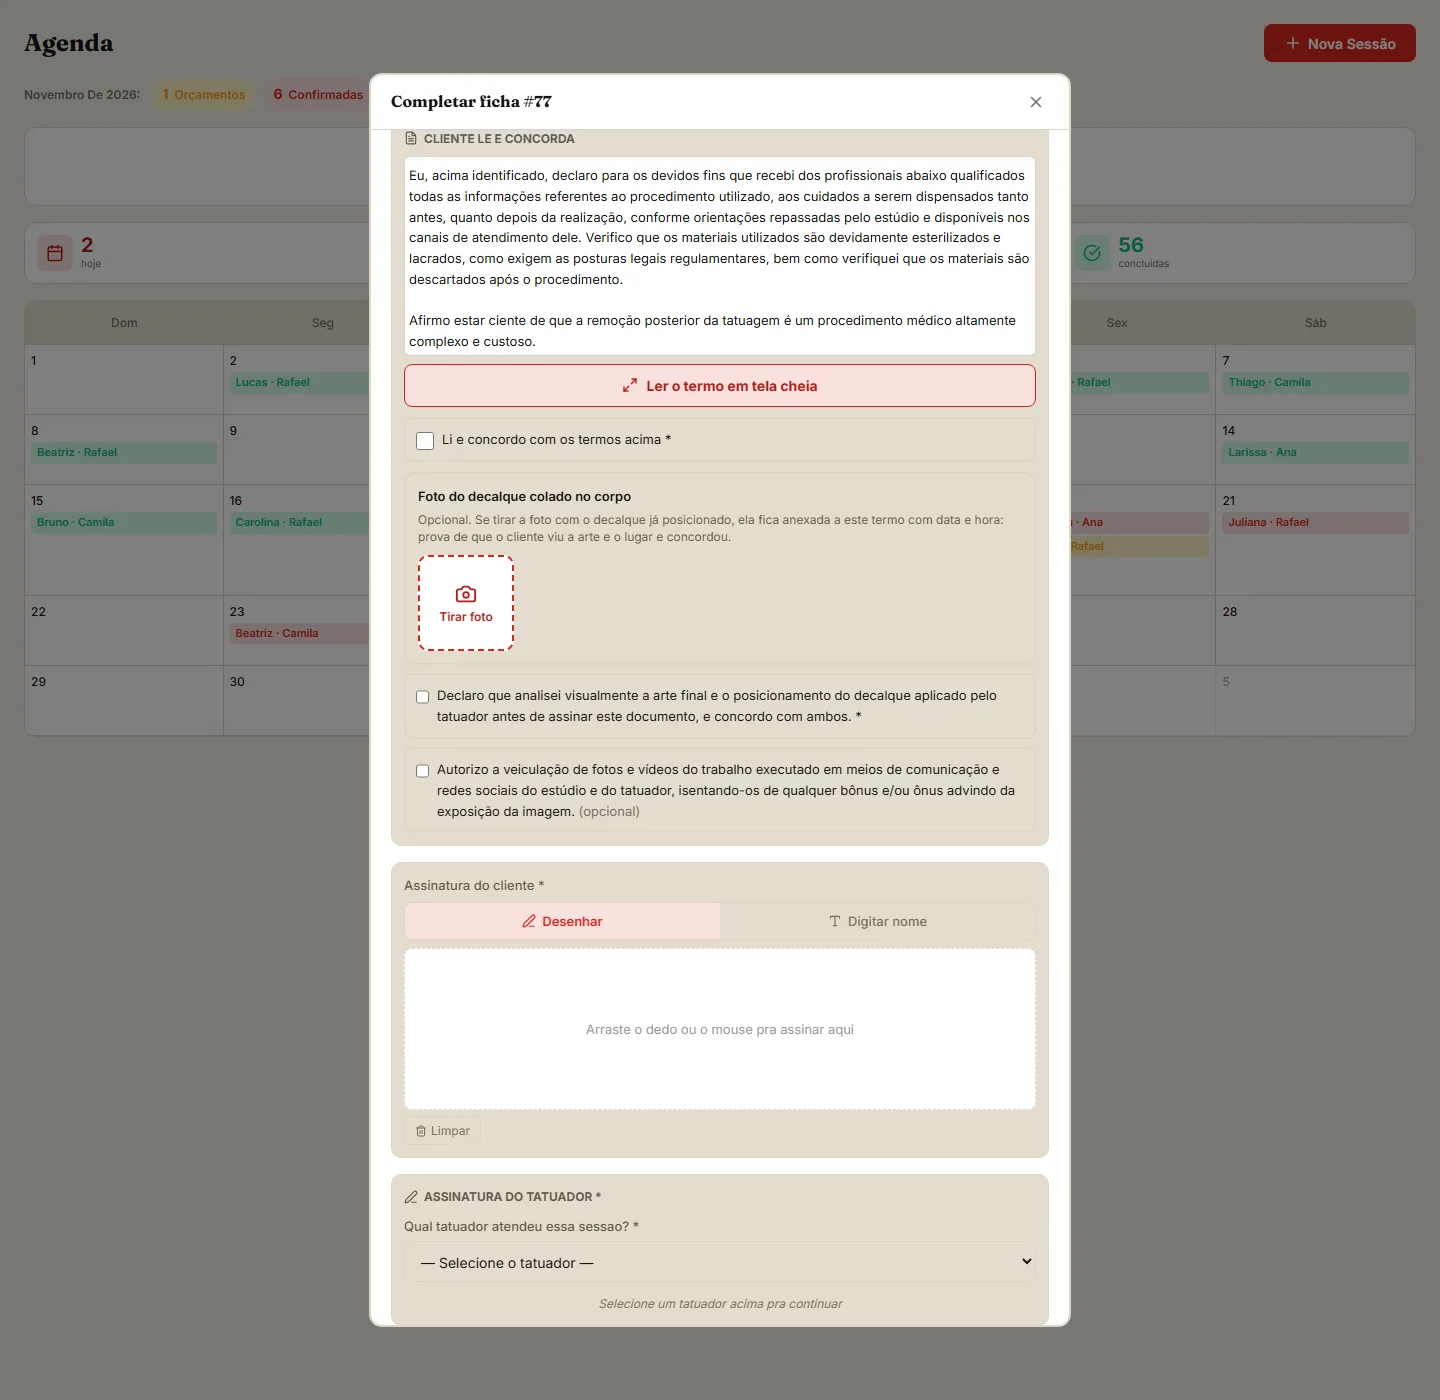 Agenda
+ Nova Sessão
Novembro De 2026:
1 Orçamentos
6 Confirmadas
2
hoje
56
concluídas
Dom
Seg
Sex
Sáb
1
2
Lucas · Rafael
· Rafael
7
Thiago · Camila
8
Beatriz · Rafael
9
14
Larissa · Ana
15
Bruno · Camila
16
Carolina · Rafael
· Ana
Rafael
21
Juliana · Rafael
22
23
Beatriz · Camila
28
29
30
5
Completar ficha #77
CLIENTE LE E CONCORDA
Eu, acima identificado, declaro para os devidos fins que recebi dos profissionais abaixo qualificados
todas as informações referentes ao procedimento utilizado, aos cuidados a serem dispensados tanto
antes, quanto depois da realização, conforme orientações repassadas pelo estúdio e disponíveis nos
canais de atendimento dele. Verifico que os materiais utilizados são devidamente esterilizados e
lacrados, como exigem as posturas legais regulamentares, bem como verifiquei que os materiais são
descartados após o procedimento.
Afirmo estar ciente de que a remoção posterior da tatuagem é um procedimento médico altamente
complexo e custoso.
Ler o termo em tela cheia
Li e concordo com os termos acima *
Foto do decalque colado no corpo
Opcional. Se tirar a foto com o decalque já posicionado, ela fica anexada a este termo com data e hora:
prova de que o cliente viu a arte e o lugar e concordou.
Tirar foto
Declaro que analisei visualmente a arte final e o posicionamento do decalque aplicado pelo
tatuador antes de assinar este documento, e concordo com ambos. *
Autorizo a veiculação de fotos e vídeos do trabalho executado em meios de comunicação e
redes sociais do estúdio e do tatuador, isentando-os de qualquer bônus e/ou ônus advindo da
exposição da imagem. (opcional)
Assinatura do cliente *
Desenhar
Digitar nome
Arraste o dedo ou o mouse pra assinar aqui
Limpar
ASSINATURA DO TATUADOR *
Qual tatuador atendeu essa sessao? *
— Selecione o tatuador —
Selecione um tatuador acima pra continuar